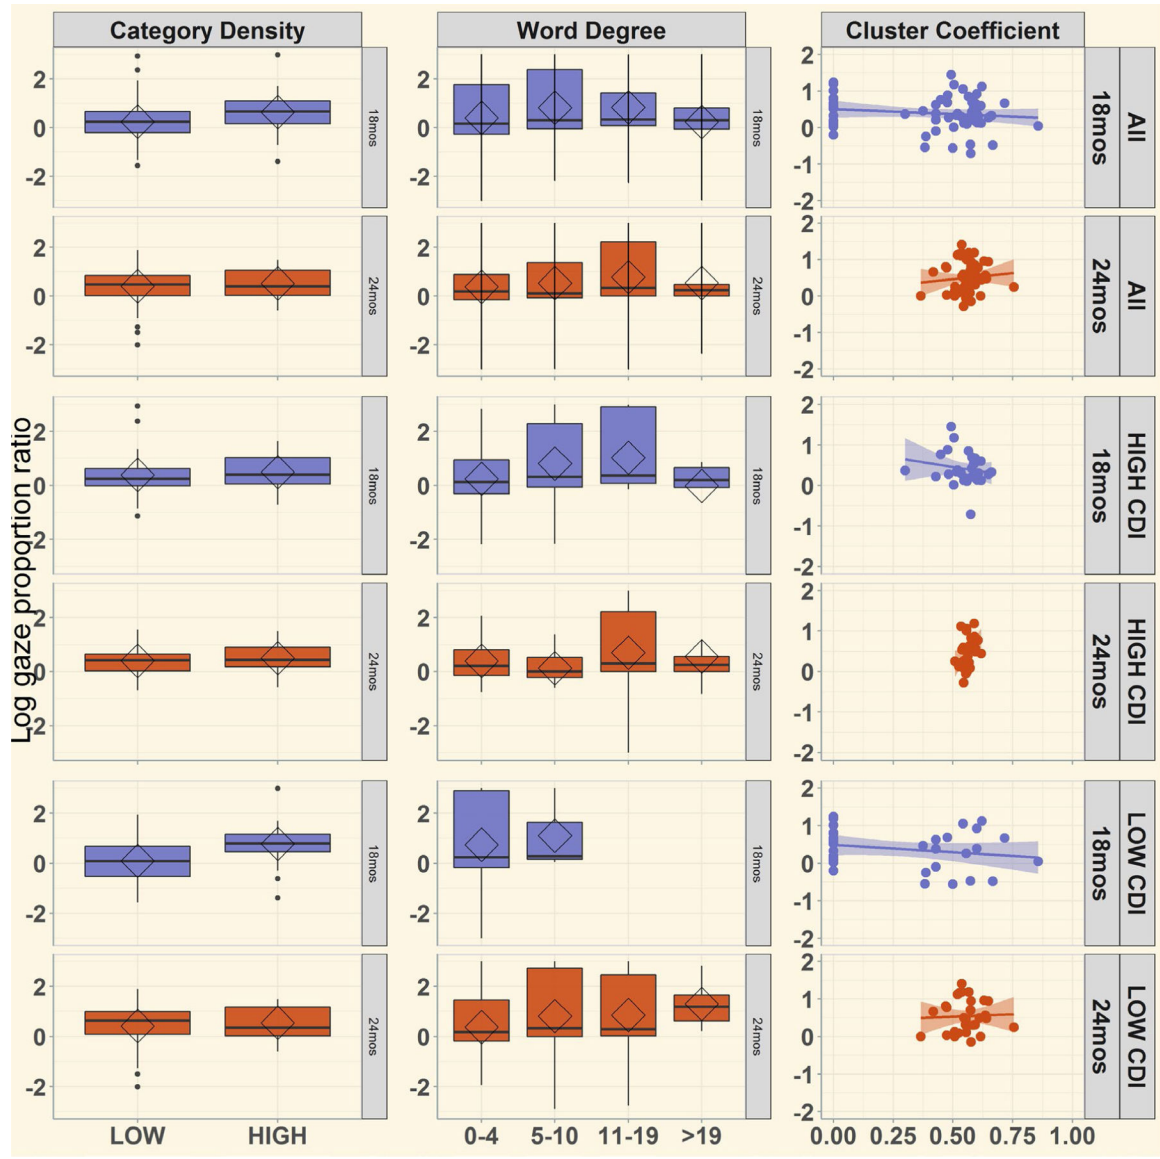 Category Density
Word Degree
Cluster Coefficient
Log gaze proportion ratio
2
0
-2
18mos
2
0
-2
18mos
2
1
0
-1
-2
18mos
All
2
0
-2
24mos
2
0
-2
24mos
2
1
0
-1
-2
24mos
All
2
0
-2
18mos
2
0
-2
18mos
2
1
0
-1
-2
18mos
HIGH CDI
2
0
-2
24mos
2
0
-2
24mos
2
1
0
-1
-2
24mos
HIGH CDI
2
0
-2
18mos
2
0
-2
18mos
2
1
0
-1
-2
18mos
LOW CDI
2
0
-2
24mos
2
0
-2
24mos
2
1
0
-1
-2
24mos
LOW CDI
LOW HIGH
0-4 5-10 11-19 >19
0.00 0.25 0.50 0.75 1.00